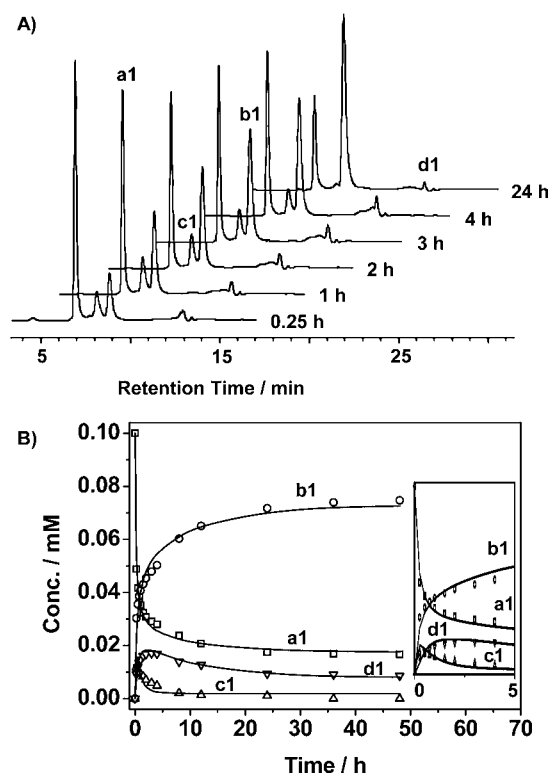 A)
a1
b1
c1
d1
24 h
4 h
3 h
2 h
1 h
0.25 h
5 15 25
Retention Time / min
B)
0.10
0.08
0.06
0.04
0.02
0.00
Conc. / mM
b1
a1
d1
c1
0 10 20 30 40 50 60 70
Time / h
b1
a1
d1
c1
0 5